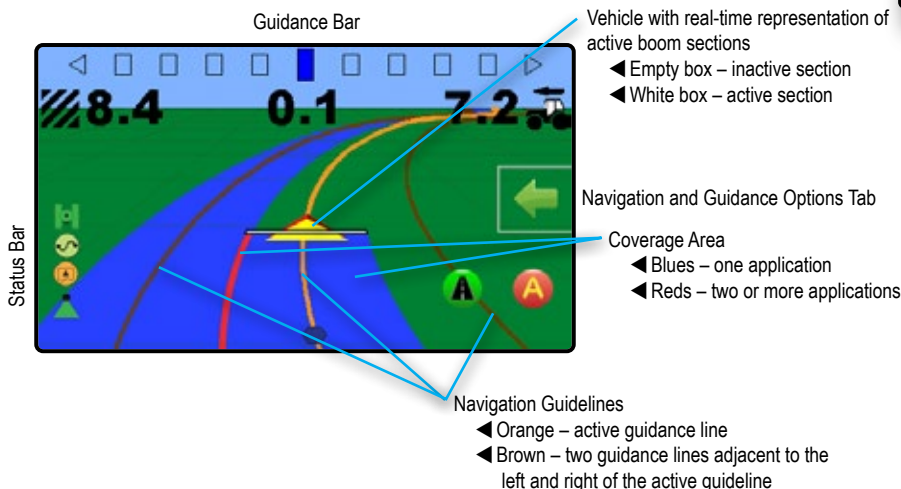 Guidance Bar
8.4 0.1 7.2
A
Status Bar
Vehicle with real-time representation of
active boom sections
◀ Empty box – inactive section
◀ White box – active section
Navigation and Guidance Options Tab
Coverage Area
◀ Blues – one application
◀ Reds – two or more applications
Navigation Guidelines
◀ Orange – active guidance line
◀ Brown – two guidance lines adjacent to the
left and right of the active guideline